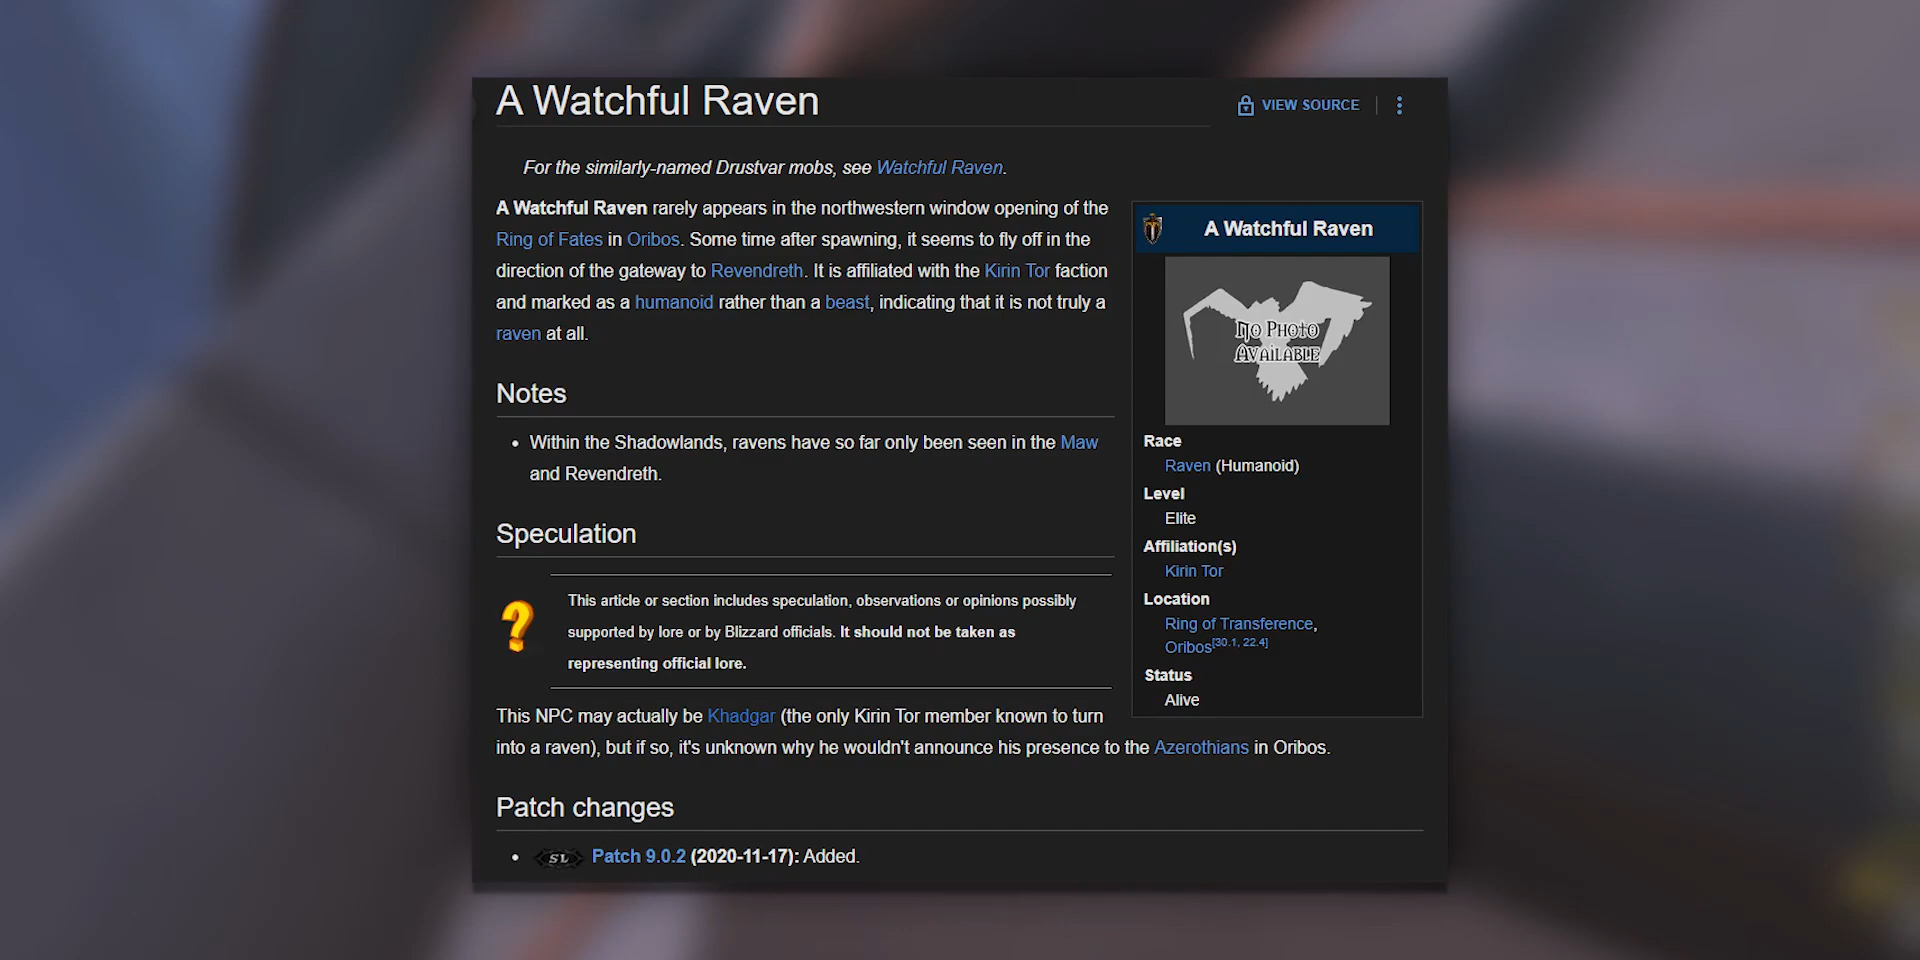 A Watchful Raven
VIEW SOURCE
For the similarly-named Drustvar mobs, see Watchful Raven.
A Watchful Raven rarely appears in the northwestern window opening of the
Ring of Fates in Oribos. Some time after spawning, it seems to fly off in the
direction of the gateway to Revendreth. It is affiliated with the Kirin Tor faction
and marked as a humanoid rather than a beast, indicating that it is not truly a
raven at all.
Notes
• Within the Shadowlands, ravens have so far only been seen in the Maw
and Revendreth.
Speculation
?
This article or section includes speculation, observations or opinions possibly
supported by lore or by Blizzard officials. It should not be taken as
representing official lore.
A Watchful Raven
No Photo
Available
Race
Raven (Humanoid)
Level
Elite
Affiliation(s)
Kirin Tor
Location
Ring of Transference,
Oribos[30.1, 22.4]
Status
Alive
This NPC may actually be Khadgar (the only Kirin Tor member known to turn
into a raven), but if so, it's unknown why he wouldn't announce his presence to the Azerothians in Oribos.
Patch changes
• SL Patch 9.0.2 (2020-11-17): Added.